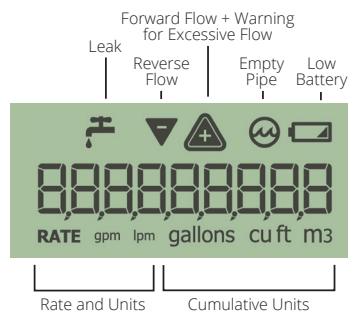 Forward Flow + Warning
for Excessive Flow
Leak
Reverse
Flow
Empty
Pipe
Low
Battery
- +
8,8,8,8,8,8,8,8,8
RATE gpm lpm gallons cu ft m3
Rate and Units
Cumulative Units